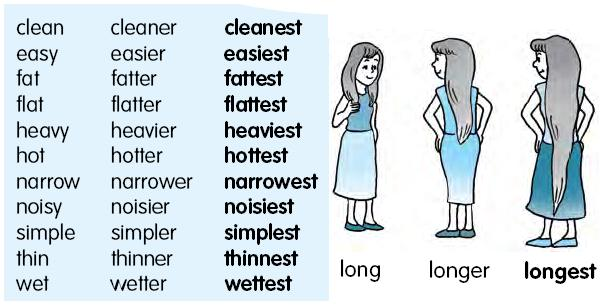 clean cleaner cleanest
easy easier easiest
fat fatter fattest
flat flatter flattest
heavy heavier heaviest
hot hotter hottest
narrow narrower narrowest
noisy noisier noisiest
simple simpler simplest
thin thinner thinnest
wet wetter wettest
long longer longest